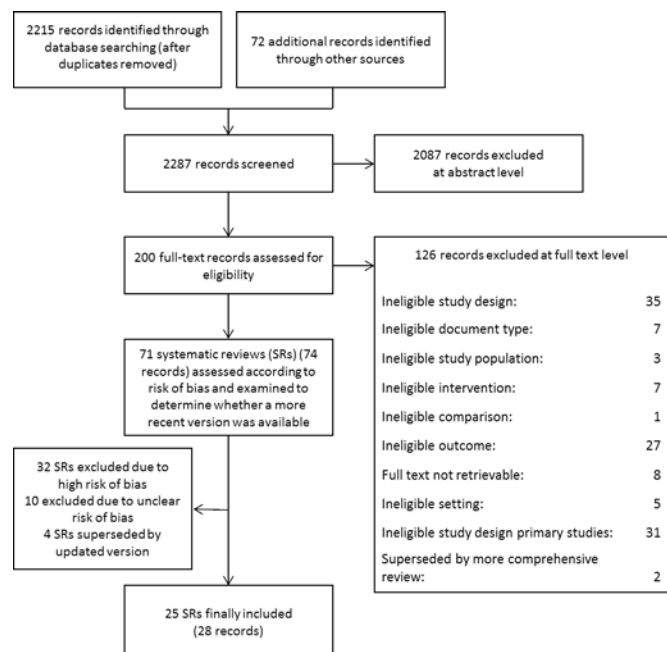 2215 records identified through
database searching (after
duplicates removed)
72 additional records identified
through other sources
2287 records screened
2087 records excluded
at abstract level
200 full-text records assessed for
eligibility
126 records excluded at full text level
Ineligible study design: 35
Ineligible document type: 7
Ineligible study population: 3
Ineligible intervention: 7
Ineligible comparison: 1
Ineligible outcome: 27
Full text not retrievable: 8
Ineligible setting: 5
Ineligible study design primary studies: 31
Superseded by more comprehensive
review: 2
71 systematic reviews (SRs) (74
records) assessed according to
risk of bias and examined to
determine whether a more
recent version was available
32 SRs excluded due to
high risk of bias
10 excluded due to unclear
risk of bias
4 SRs superseded by
updated version
25 SRs finally included
(28 records)